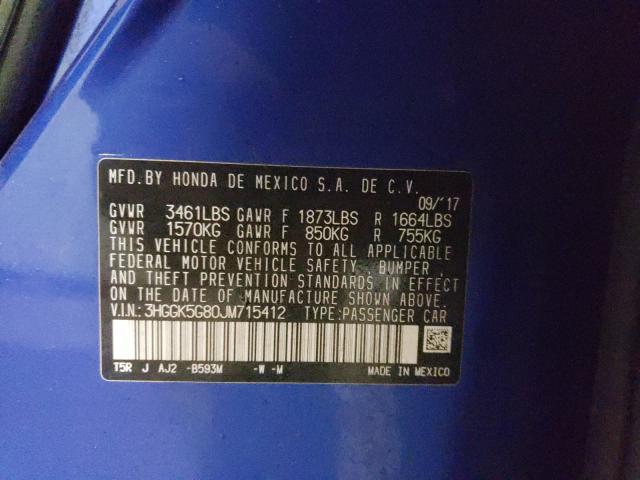 MFD. BY HONDA DE MEXICO S.A. DE C.V.
09/'17
GVWR 3461LBS GAWR F 1873LBS R 1664LBS
GVWR 1570KG GAWR F 850KG R 755KG
THIS VEHICLE CONFORMS TO ALL APPLICABLE
FEDERAL MOTOR VEHICLE SAFETY, BUMPER,
AND THEFT PREVENTION STANDARDS IN EFFECT
ON THE DATE OF MANUFACTURE SHOWN ABOVE.
V.I.N.: 3HGGK5G80JM715412 TYPE: PASSENGER CAR
T5R J AJ2 -B593M -W -M MADE IN MEXICO